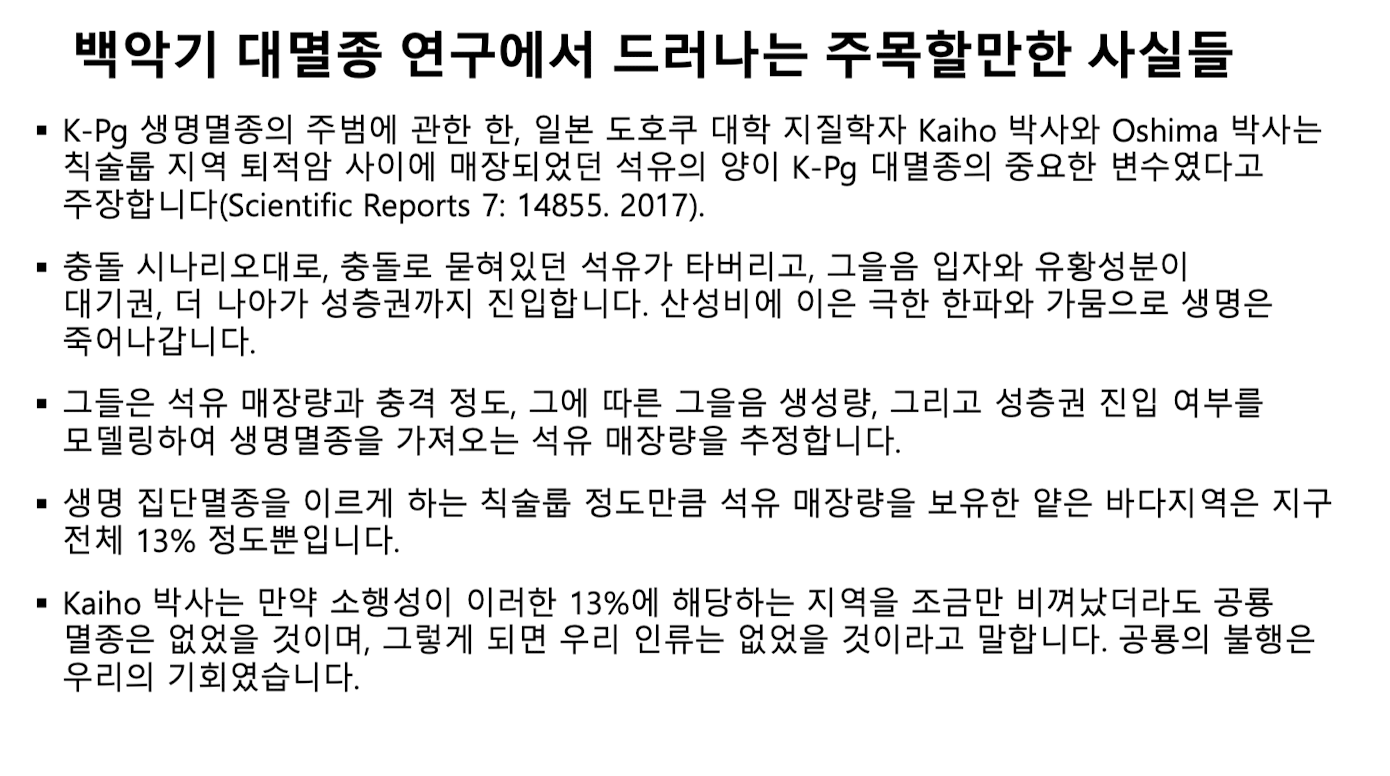 백악기 대멸종 연구에서 드러나는 주목할만한 사실들
▪ K-Pg 생명멸종의 주범에 관한 한, 일본 도호쿠 대학 지질학자 Kaiho 박사와 Oshima 박사는
칙술룹 지역 퇴적암 사이에 매장되었던 석유의 양이 K-Pg 대멸종의 중요한 변수였다고
주장합니다(Scientific Reports 7: 14855. 2017).
▪ 충돌 시나리오대로, 충돌로 묻혀있던 석유가 타버리고, 그을음 입자와 유황성분이
대기권, 더 나아가 성층권까지 진입합니다. 산성비에 이은 극한 한파와 가뭄으로 생명은
죽어나갑니다.
▪ 그들은 석유 매장량과 충격 정도, 그에 따른 그을음 생성량, 그리고 성층권 진입 여부를
모델링하여 생명멸종을 가져오는 석유 매장량을 추정합니다.
▪ 생명 집단멸종을 이르게 하는 칙술룹 정도만큼 석유 매장량을 보유한 얕은 바다지역은 지구
전체 13% 정도뿐입니다.
▪ Kaiho 박사는 만약 소행성이 이러한 13%에 해당하는 지역을 조금만 비껴났더라도 공룡
멸종은 없었을 것이며, 그렇게 되면 우리 인류는 없었을 것이라고 말합니다. 공룡의 불행은
우리의 기회였습니다.